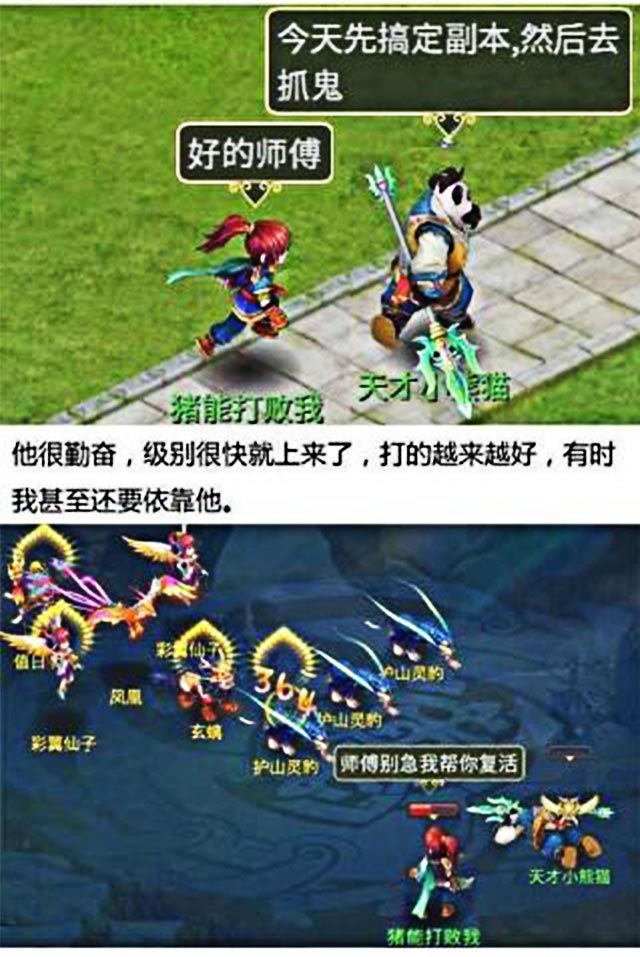 今天先搞定副本,然后去
抓鬼
好的师傅
猪能打败我
天才小熊猫
他很勤奋，级别很快就上来了，打的越来越好，有时
我甚至还要依靠他。
值日
彩翼仙子
护山灵豹
凤凰
364
玄螭
护山灵豹
彩翼仙子
护山灵豹
师傅别急我帮你复活
天才小熊猫
猪能打败我